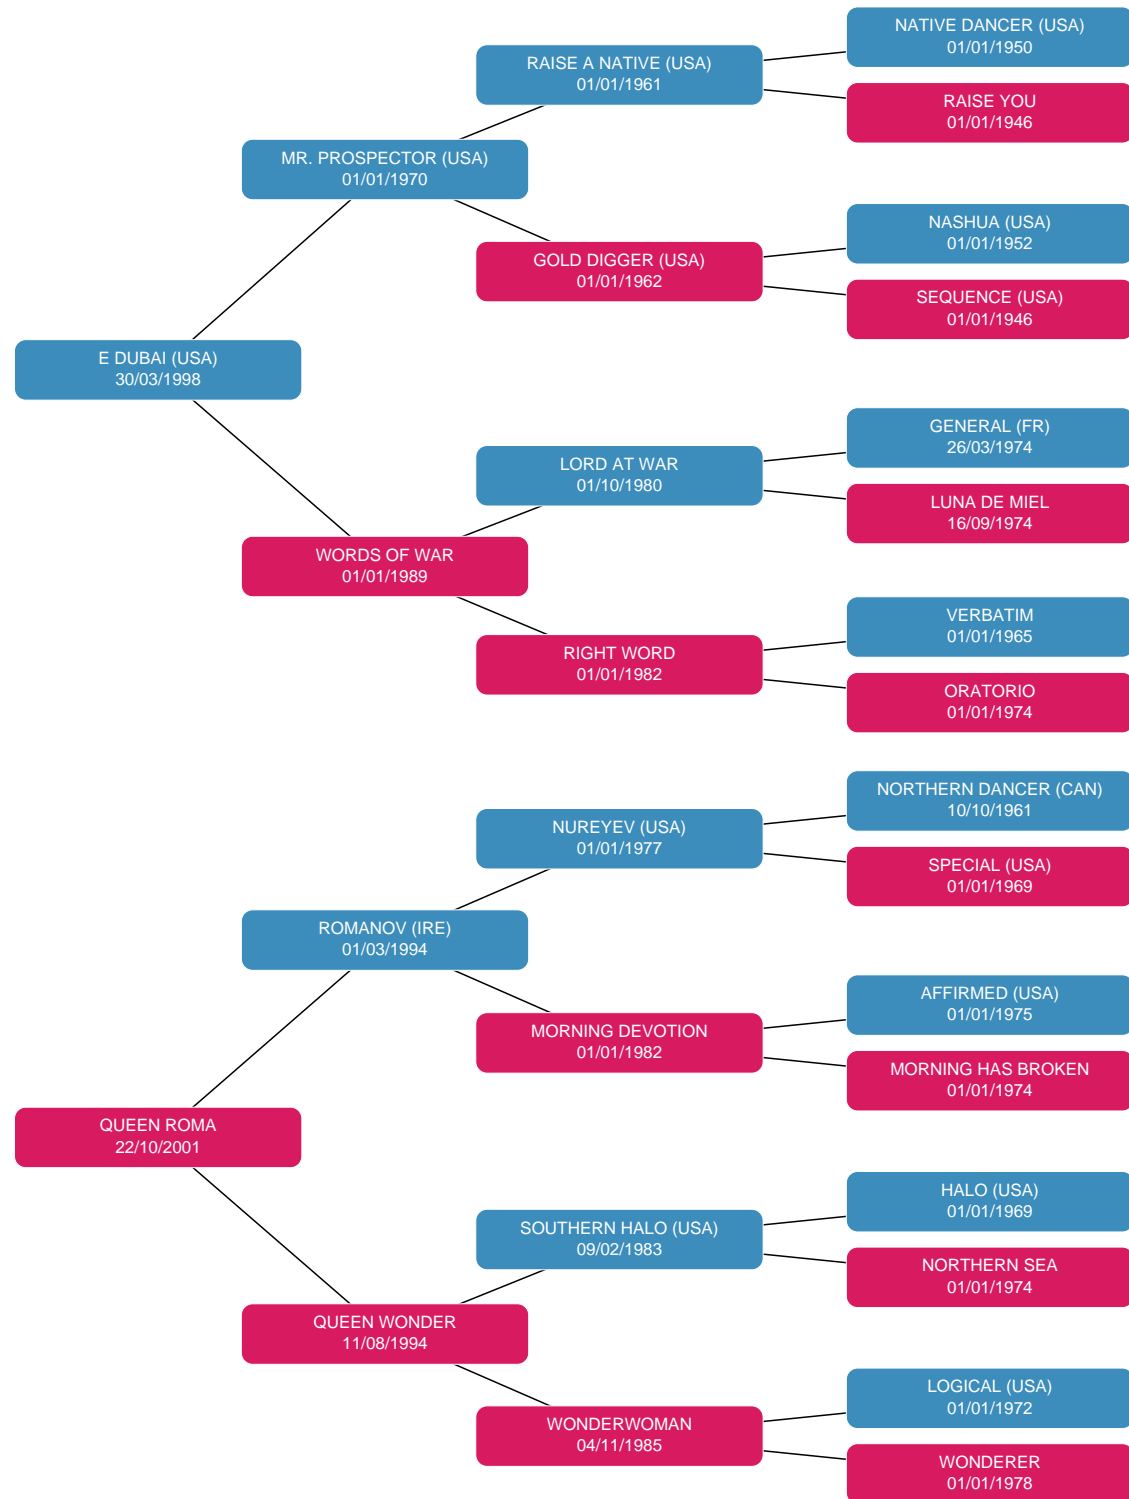 NATIVE DANCER (USA)
01/01/1950
RAISE A NATIVE (USA)
01/01/1961
RAISE YOU
01/01/1946
MR. PROSPECTOR (USA)
01/01/1970
NASHUA (USA)
01/01/1952
GOLD DIGGER (USA)
01/01/1962
SEQUENCE (USA)
01/01/1946
E DUBAI (USA)
30/03/1998
GENERAL (FR)
26/03/1974
LORD AT WAR
01/10/1980
LUNA DE MIEL
16/09/1974
WORDS OF WAR
01/01/1989
VERBATIM
01/01/1965
RIGHT WORD
01/01/1982
ORATORIO
01/01/1974
NORTHERN DANCER (CAN)
10/10/1961
NUREYEV (USA)
01/01/1977
SPECIAL (USA)
01/01/1969
ROMANOV (IRE)
01/03/1994
AFFIRMED (USA)
01/01/1975
MORNING DEVOTION
01/01/1982
MORNING HAS BROKEN
01/01/1974
QUEEN ROMA
22/10/2001
HALO (USA)
01/01/1969
SOUTHERN HALO (USA)
09/02/1983
NORTHERN SEA
01/01/1974
QUEEN WONDER
11/08/1994
LOGICAL (USA)
01/01/1972
WONDERWOMAN
04/11/1985
WONDERER
01/01/1978